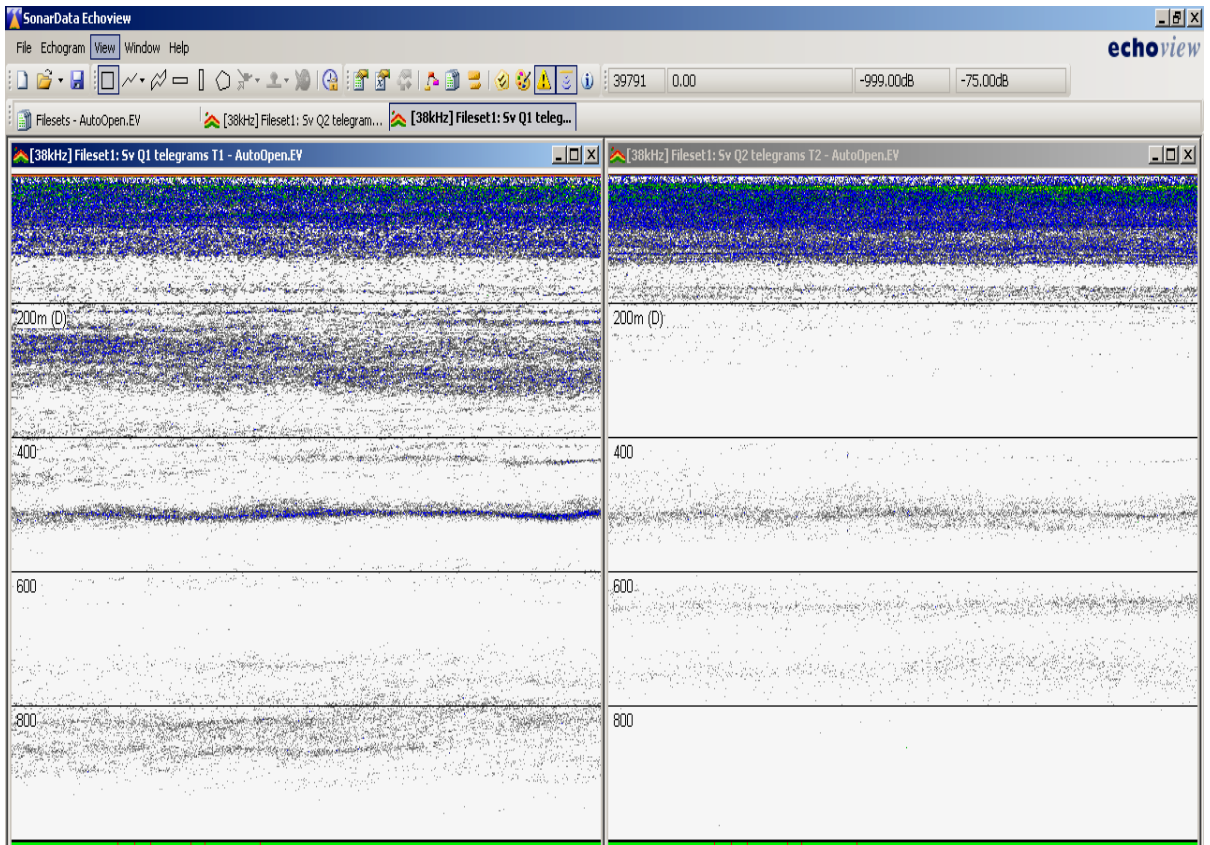 SonarData Echoview
File Echogram View Window Help
echoview
39791 0.00 -999.00dB -75.00dB
Filesets - AutoOpen.EV [38kHz] Fileset1: Sv Q2 telegram... [38kHz] Fileset1: Sv Q1 teleg...
[38kHz] Fileset1: Sv Q1 telegrams T1 - AutoOpen.EV
200m (D)
400
600
800
[38kHz] Fileset1: Sv Q2 telegrams T2 - AutoOpen.EV
200m (D)
400
600
800